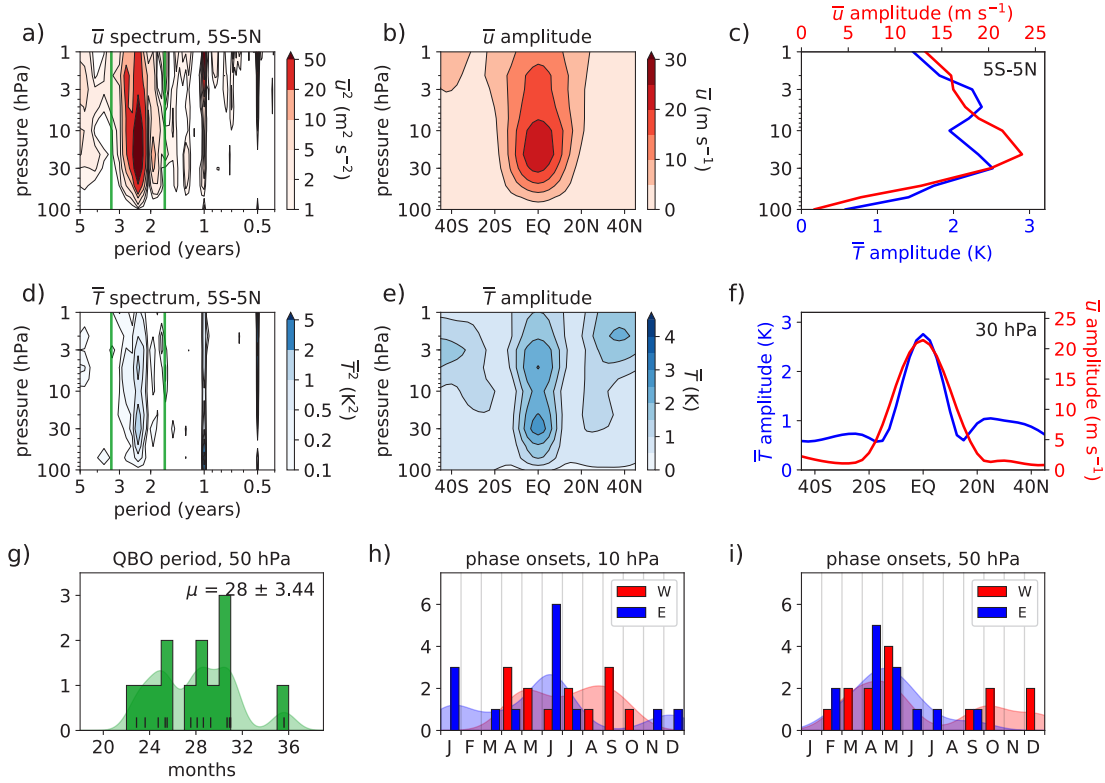 a) u̅ spectrum, 5S-5N
1
3
10
30
100
pressure (hPa)
5 3 2 1 0.5
period (years)
50
20
10
5
2
1
u̅² (m² s⁻²)
b) u̅ amplitude
1
3
10
30
100
pressure (hPa)
40S 20S EQ 20N 40N
30
20
10
0
u̅ (m s⁻¹)
c) u̅ amplitude (m s⁻¹)
0 5 10 15 20 25
5S-5N
1
3
10
30
100
pressure (hPa)
0 1 2 3
T̅ amplitude (K)
d) T̅ spectrum, 5S-5N
1
3
10
30
100
pressure (hPa)
5 3 2 1 0.5
period (years)
5
2
1
0.5
0.2
0.1
T̅² (K²)
e) T̅ amplitude
1
3
10
30
100
pressure (hPa)
40S 20S EQ 20N 40N
4
3
2
1
0
T̅ (K)
f)
30 hPa
3
2
1
0
T̅ amplitude (K)
40S 20S EQ 20N 40N
25
20
15
10
5
0
u̅ amplitude (m s⁻¹)
g) QBO period, 50 hPa
μ = 28 ± 3.44
3
2
1
0
20 24 28 32 36
months
h) phase onsets, 10 hPa
W
E
6
4
2
0
J F M A M J J A S O N D
i) phase onsets, 50 hPa
W
E
6
4
2
0
J F M A M J J A S O N D